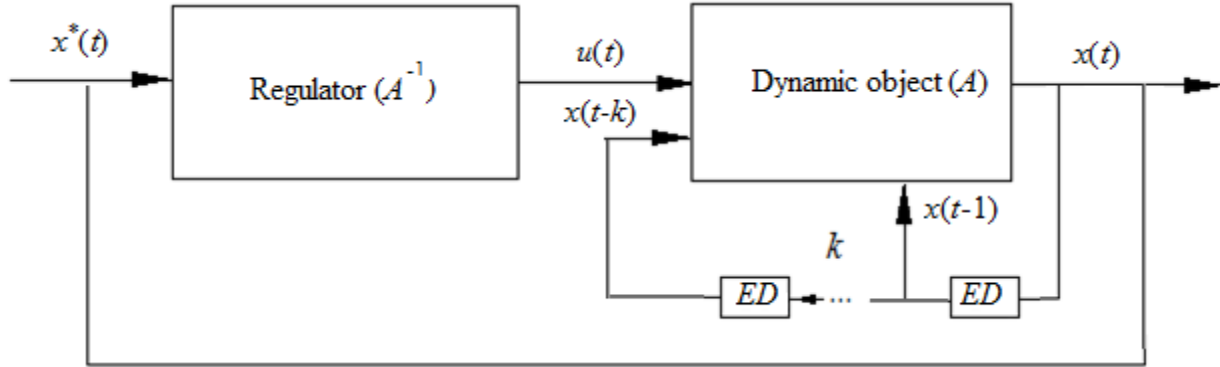 x*(t)
Regulator (A⁻¹)
u(t)
x(t-k)
Dynamic object (A)
x(t)
x(t-1)
k
ED
...
ED